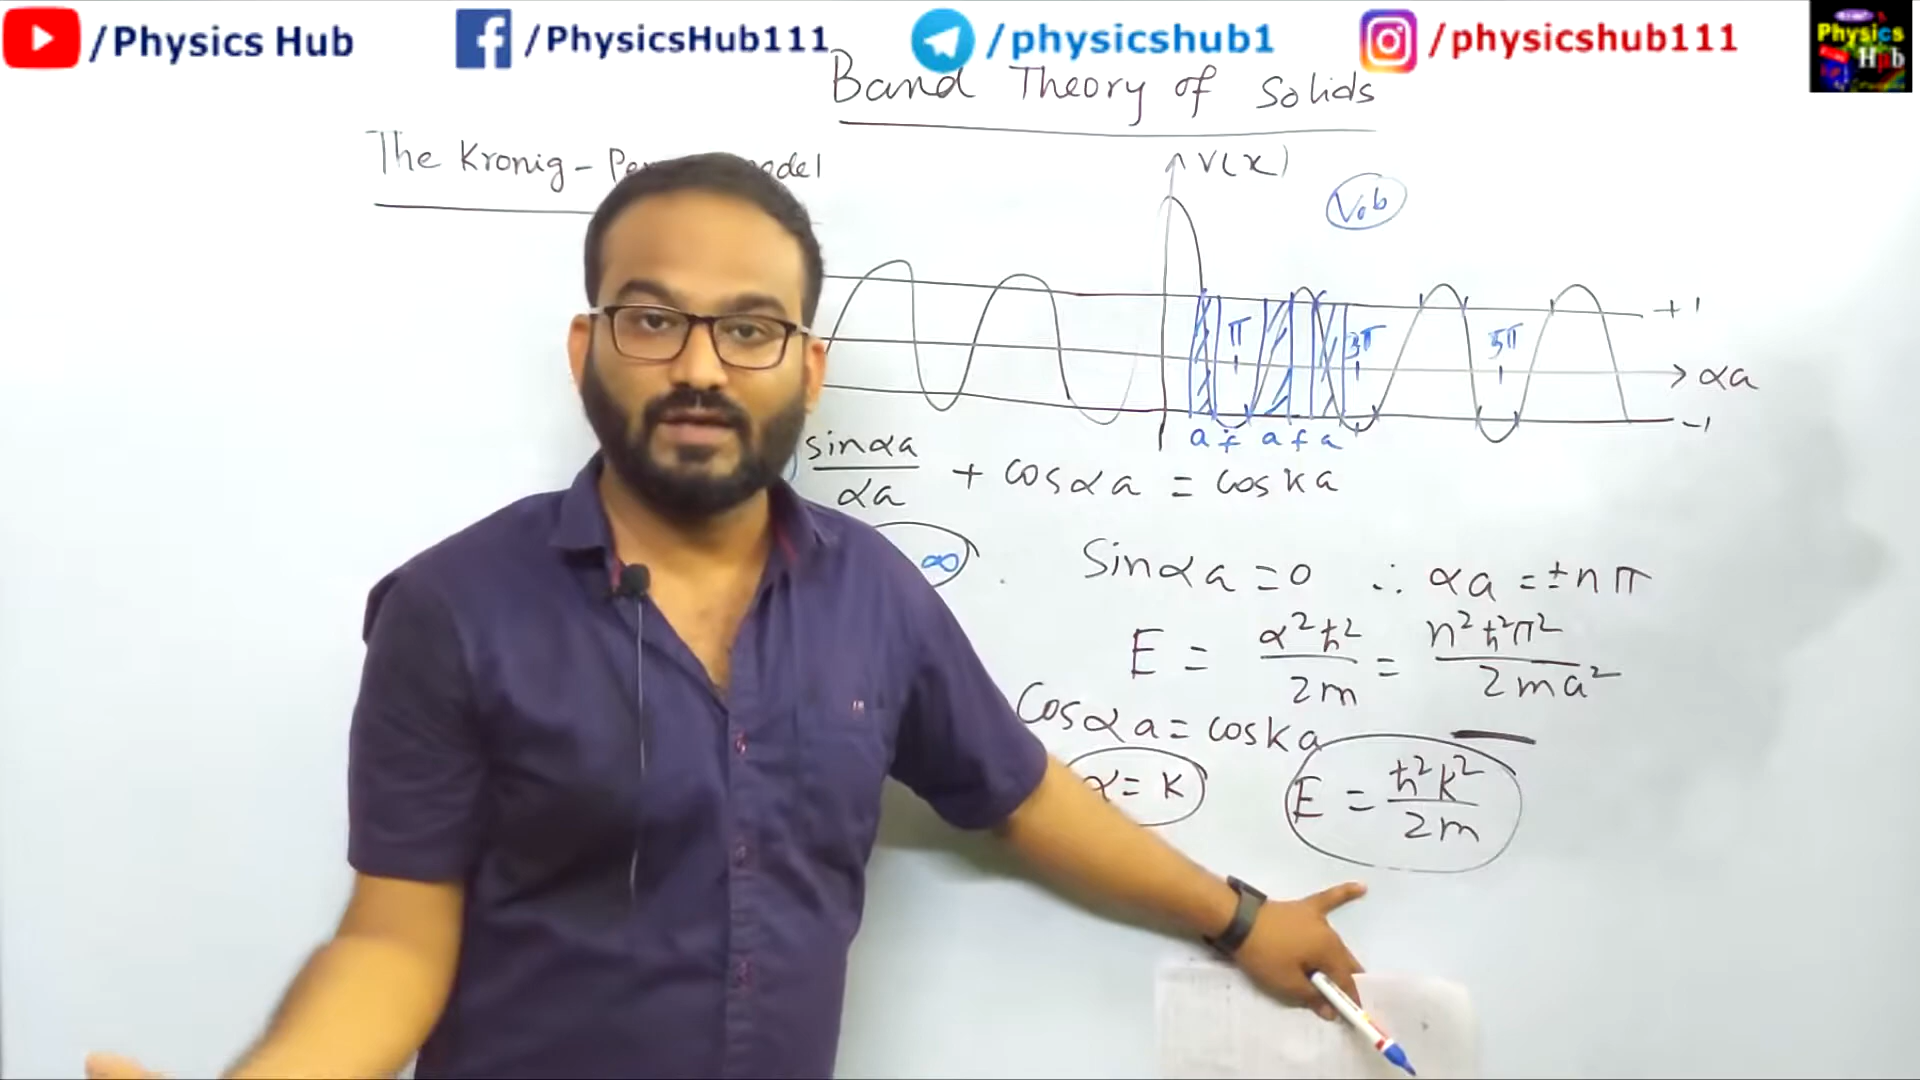 /Physics Hub /PhysicsHub111 /physicshub1 /physicshub111 Physics Hub
Band Theory of Solids
The Kronig - model
V(x)
V₀b
+1
π 3π 5π
αa
-1
a f a f a
sinαa/αa + cosαa = coska
∞
Sinαa = 0 ∴ αa = ±nπ
E = α²ħ²/2m = n²ħ²π²/2ma²
Cosαa = coska
α = k E = ħ²k²/2m